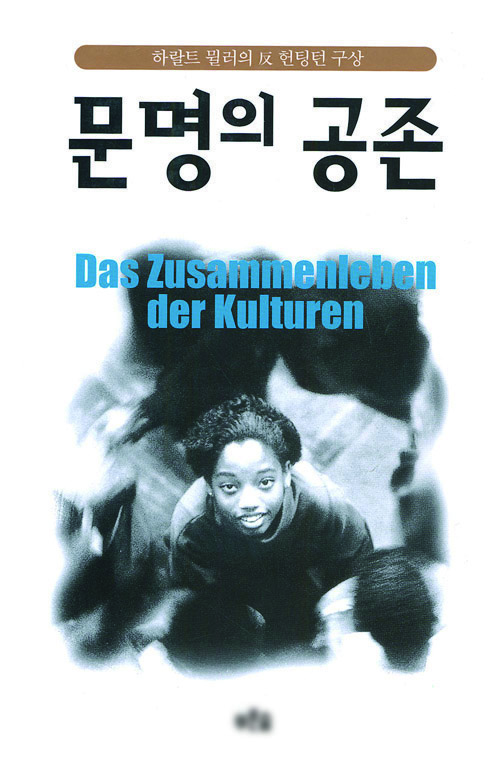 하랄트 뮐러의 反 헌팅턴 구상
문명의 공존
Das Zusammenleben
der Kulturen